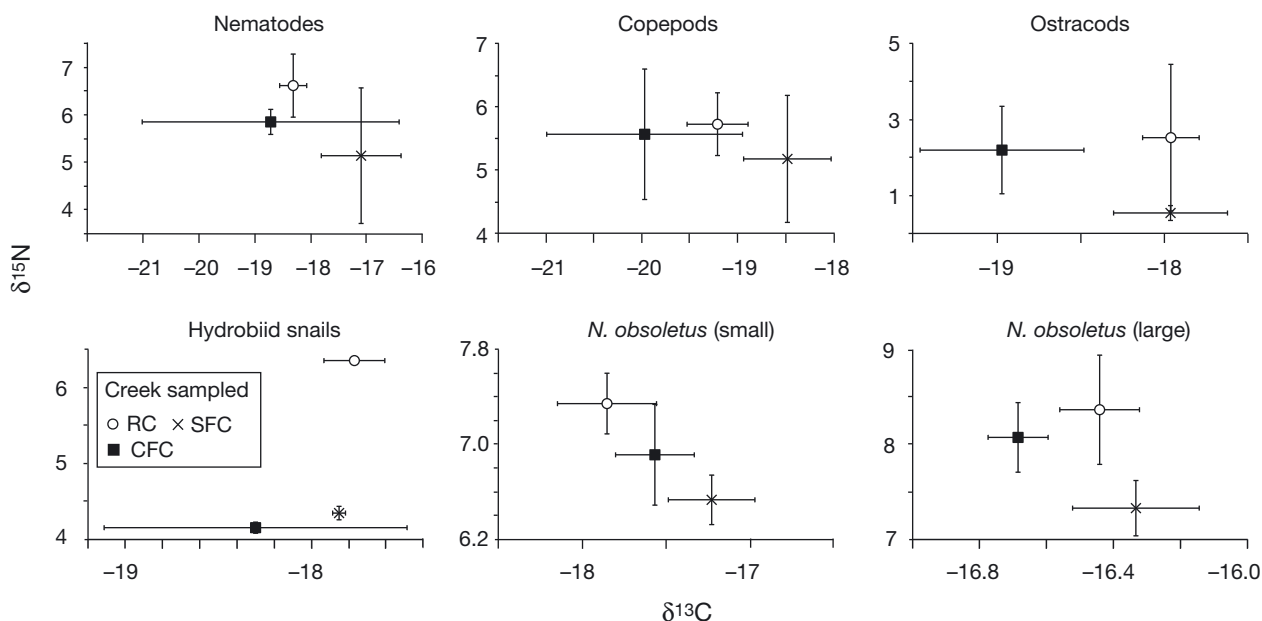 Nematodes
Copepods
Ostracods
7
6
5
4
–21 –20 –19 –18 –17 –16
7
6
5
4
–21 –20 –19 –18
5
3
1
–19 –18
δ¹⁵N
Hydrobiid snails
N. obsoletus (small)
N. obsoletus (large)
6
5
4
Creek sampled
RC SFC
CFC
–19 –18
7.8
7.0
6.2
–18 –17
9
8
7
–16.8 –16.4 –16.0
δ¹³C